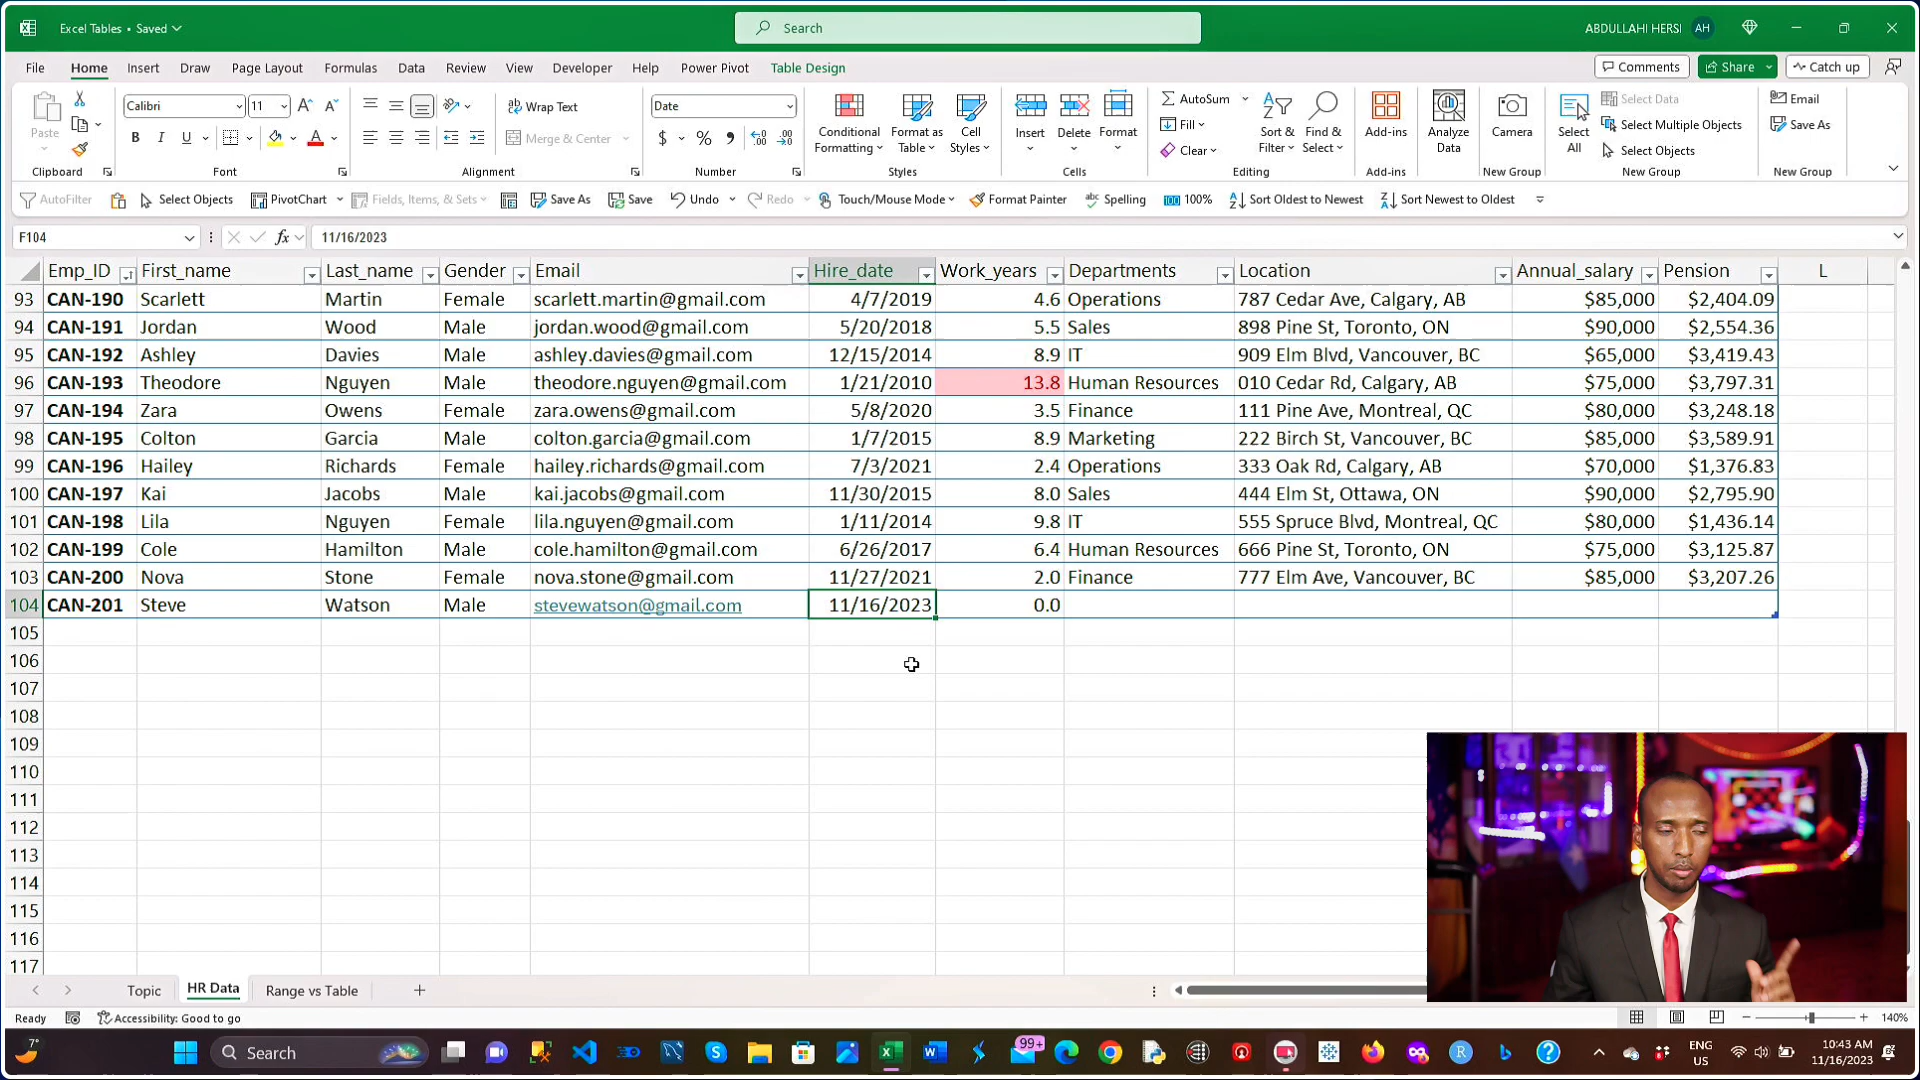 Excel Tables • Saved
Search
ABDULLAHI HERSI AH
File Home Insert Draw Page Layout Formulas Data Review View Developer Help Power Pivot Table Design
Comments Share Catch up
Paste
Calibri 11
B I U
Wrap Text
Merge & Center
Date
$ % ,
Conditional Formatting
Format as Table
Cell Styles
Insert Delete Format
AutoSum
Fill
Clear
Sort & Filter
Find & Select
Add-ins
Analyze Data
Camera
Select All
Select Data
Select Multiple Objects
Select Objects
Email
Save As
Clipboard Font Alignment Number Styles Cells Editing Add-ins New Group New Group New Group
AutoFilter Select Objects PivotChart Fields, Items, & Sets Save As Save Undo Redo Touch/Mouse Mode Format Painter Spelling 100% Sort Oldest to Newest Sort Newest to Oldest
F104 fx 11/16/2023
Emp_ID First_name Last_name Gender Email Hire_date Work_years Departments Location Annual_salary Pension L
93 CAN-190 Scarlett Martin Female scarlett.martin@gmail.com 4/7/2019 4.6 Operations 787 Cedar Ave, Calgary, AB $85,000 $2,404.09
94 CAN-191 Jordan Wood Male jordan.wood@gmail.com 5/20/2018 5.5 Sales 898 Pine St, Toronto, ON $90,000 $2,554.36
95 CAN-192 Ashley Davies Male ashley.davies@gmail.com 12/15/2014 8.9 IT 909 Elm Blvd, Vancouver, BC $65,000 $3,419.43
96 CAN-193 Theodore Nguyen Male theodore.nguyen@gmail.com 1/21/2010 13.8 Human Resources 010 Cedar Rd, Calgary, AB $75,000 $3,797.31
97 CAN-194 Zara Owens Female zara.owens@gmail.com 5/8/2020 3.5 Finance 111 Pine Ave, Montreal, QC $80,000 $3,248.18
98 CAN-195 Colton Garcia Male colton.garcia@gmail.com 1/7/2015 8.9 Marketing 222 Birch St, Vancouver, BC $85,000 $3,589.91
99 CAN-196 Hailey Richards Female hailey.richards@gmail.com 7/3/2021 2.4 Operations 333 Oak Rd, Calgary, AB $70,000 $1,376.83
100 CAN-197 Kai Jacobs Male kai.jacobs@gmail.com 11/30/2015 8.0 Sales 444 Elm St, Ottawa, ON $90,000 $2,795.90
101 CAN-198 Lila Nguyen Female lila.nguyen@gmail.com 1/11/2014 9.8 IT 555 Spruce Blvd, Montreal, QC $80,000 $1,436.14
102 CAN-199 Cole Hamilton Male cole.hamilton@gmail.com 6/26/2017 6.4 Human Resources 666 Pine St, Toronto, ON $75,000 $3,125.87
103 CAN-200 Nova Stone Female nova.stone@gmail.com 11/27/2021 2.0 Finance 777 Elm Ave, Vancouver, BC $85,000 $3,207.26
104 CAN-201 Steve Watson Male stevewatson@gmail.com 11/16/2023 0.0
105
106
107
108
109
110
111
112
113
114
115
116
117
Topic HR Data Range vs Table
Ready Accessibility: Good to go
140%
7°
Search
99+
ENG US
10:43 AM
11/16/2023